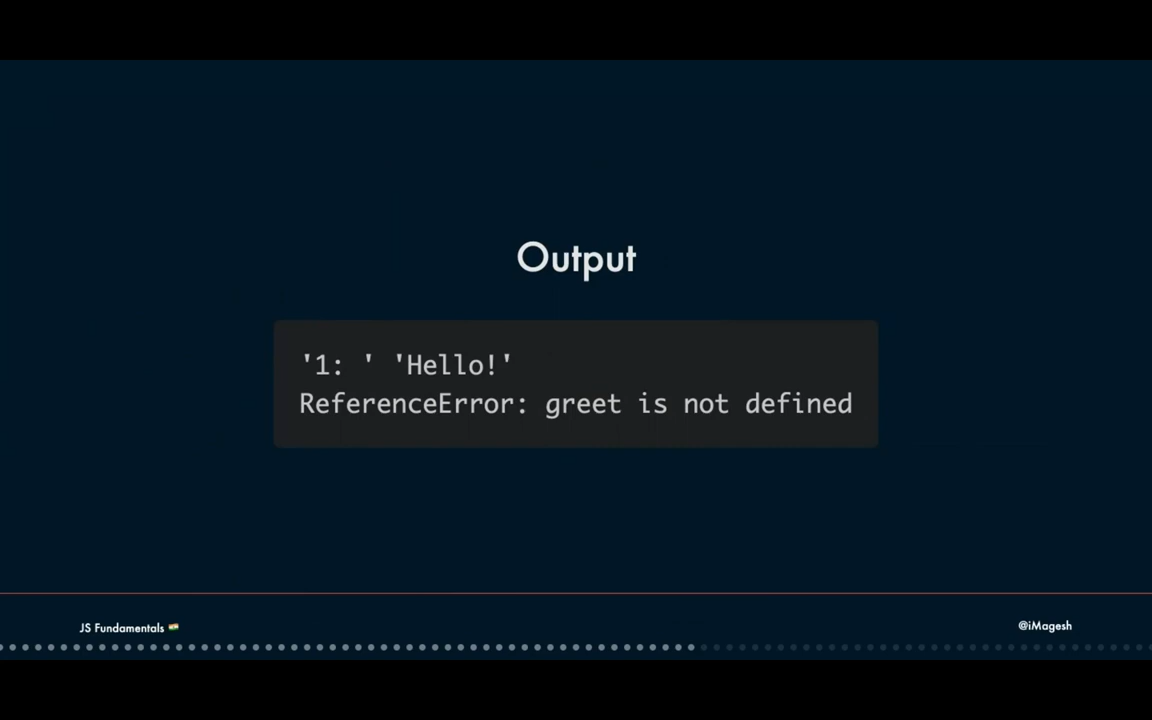 Output
'1: ' 'Hello!'
ReferenceError: greet is not defined
JS Fundamentals 🇮🇳
@iMagesh